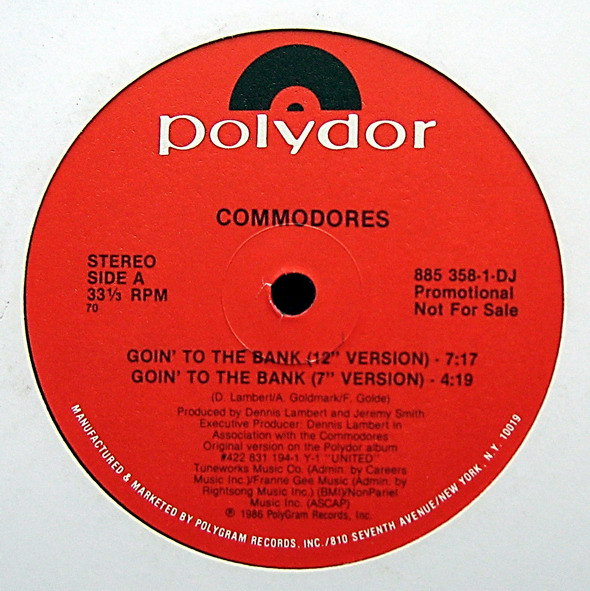 polydor
COMMODORES
STEREO
SIDE A
33⅓ RPM
70
885 358-1-DJ
Promotional
Not For Sale
GOIN' TO THE BANK (12" VERSION) - 7:17
GOIN' TO THE BANK (7" VERSION) - 4:19
(D. Lambert/A. Goldmark/F. Golde)
Produced by Dennis Lambert and Jeremy Smith
Executive Producer: Dennis Lambert in
Association with the Commodores
Original version on the Polydor album
#422 831 194-1 Y-1 "UNITED"
Tuneworks Music Co. (Admin. by Careers
Music Inc.)/Franne Gee Music (Admin. by
Rightsong Music Inc.) (BMI)/NonPariel
Music Inc. (ASCAP)
℗ 1986 PolyGram Records, Inc.
MANUFACTURED & MARKETED BY POLYGRAM RECORDS, INC./810 SEVENTH AVENUE/NEW YORK, N.Y. 10019